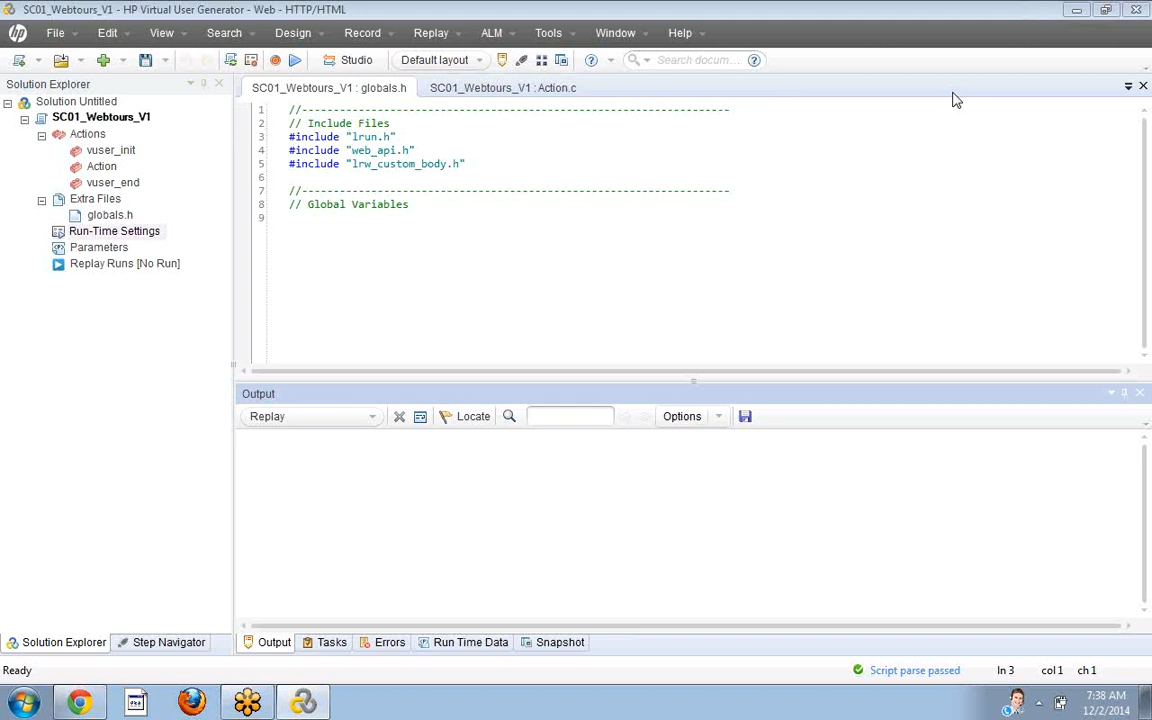 SC01_Webtours_V1 - HP Virtual User Generator - Web - HTTP/HTML
hp File Edit View Search Design Record Replay ALM Tools Window Help
Studio Default layout Search docum...
Solution Explorer
Solution Untitled
SC01_Webtours_V1
Actions
vuser_init
Action
vuser_end
Extra Files
globals.h
Run-Time Settings
Parameters
Replay Runs [No Run]
SC01_Webtours_V1 : globals.h SC01_Webtours_V1 : Action.c
1 //--------------------------------------------------------------------
2 // Include Files
3 #include "lrun.h"
4 #include "web_api.h"
5 #include "lrw_custom_body.h"
6
7 //--------------------------------------------------------------------
8 // Global Variables
9
Output
Replay Locate Options
Solution Explorer Step Navigator
Output Tasks Errors Run Time Data Snapshot
Ready Script parse passed ln 3 col 1 ch 1
7:38 AM
12/2/2014